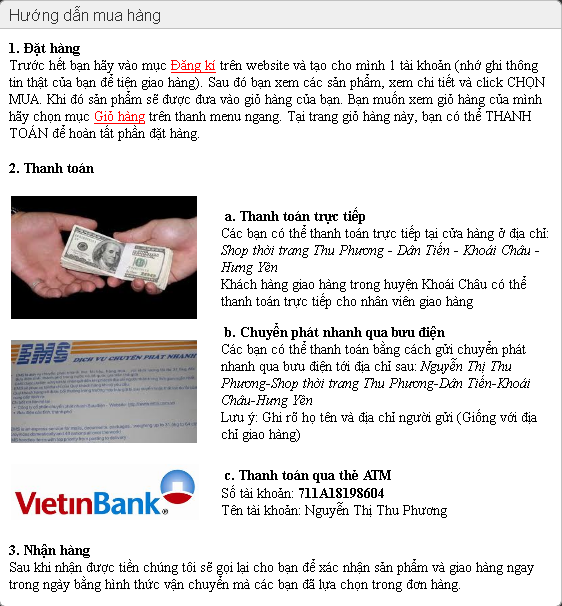 Hướng dẫn mua hàng
1. Đặt hàng
Trước hết bạn hãy vào mục Đăng kí trên website và tạo cho mình 1 tài khoản (nhớ ghi thông
tin thật của bạn để tiện giao hàng). Sau đó bạn xem các sản phẩm, xem chi tiết và click CHỌN
MUA. Khi đó sản phẩm sẽ được đưa vào giỏ hàng của bạn. Bạn muốn xem giỏ hàng của mình
hãy chọn mục Giỏ hàng trên thanh menu ngang. Tại trang giỏ hàng này, bạn có thể THANH
TOÁN để hoàn tất phần đặt hàng.
2. Thanh toán
a. Thanh toán trực tiếp
Các bạn có thể thanh toán trực tiếp tại cửa hàng ở địa chỉ:
Shop thời trang Thu Phương - Dân Tiến - Khoái Châu -
Hưng Yên
Khách hàng giao hàng trong huyện Khoái Châu có thể
thanh toán trực tiếp cho nhân viên giao hàng
EMS
DỊCH VỤ CHUYỂN PHÁT NHANH
b. Chuyển phát nhanh qua bưu điện
Các bạn có thể thanh toán bằng cách gửi chuyển phát
nhanh qua bưu điện tới địa chỉ sau: Nguyễn Thị Thu
Phương-Shop thời trang Thu Phương-Dân Tiến-Khoái
Châu-Hưng Yên
Lưu ý: Ghi rõ họ tên và địa chỉ người gửi (Giống với địa
chỉ giao hàng)
VietinBank
c. Thanh toán qua thẻ ATM
Số tài khoản: 711A18198604
Tên tài khoản: Nguyễn Thị Thu Phương
3. Nhận hàng
Sau khi nhận được tiền chúng tôi sẽ gọi lại cho bạn để xác nhận sản phẩm và giao hàng ngay
trong ngày bằng hình thức vận chuyển mà các bạn đã lựa chọn trong đơn hàng.